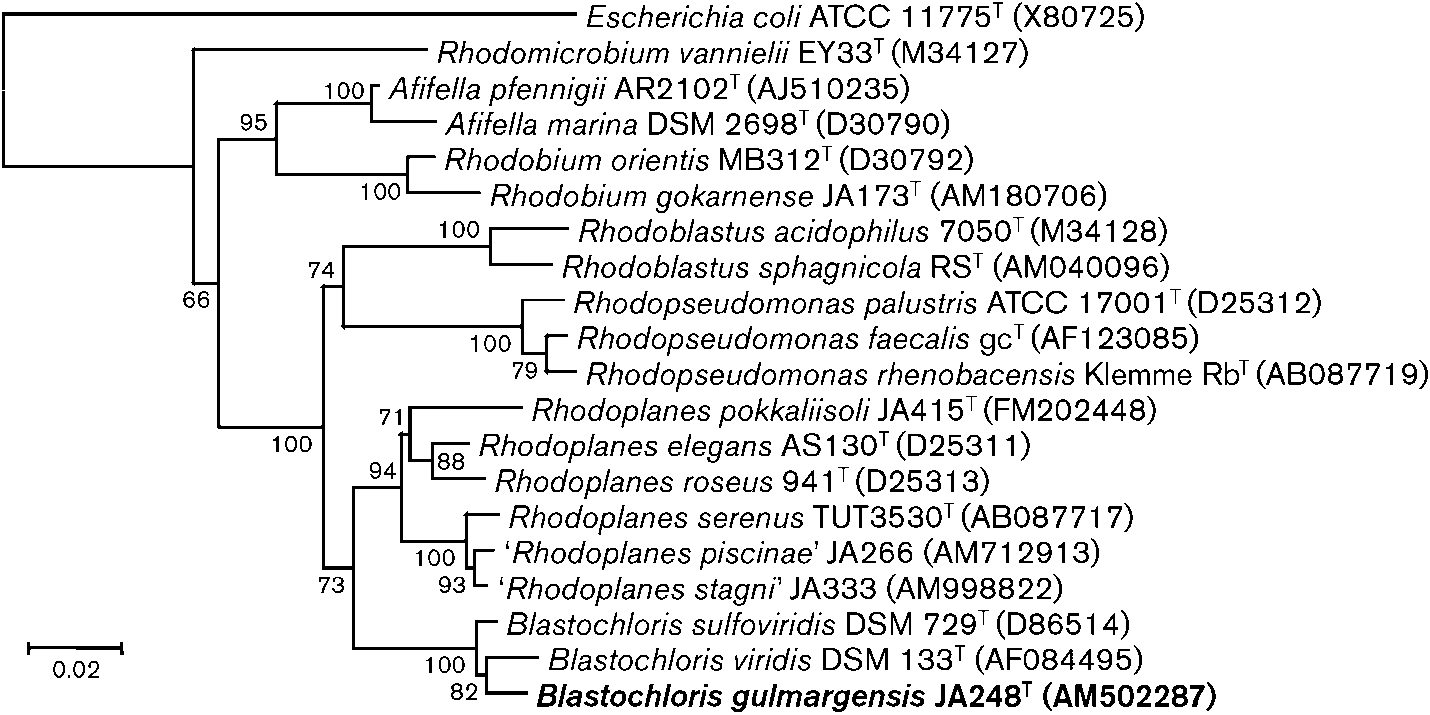 Escherichia coli ATCC 11775T (X80725)
Rhodomicrobium vannielii EY33T (M34127)
100 Afifella pfennigii AR2102T (AJ510235)
95
Afifella marina DSM 2698T (D30790)
Rhodobium orientis MB312T (D30792)
100
Rhodobium gokarnense JA173T (AM180706)
100 Rhodoblastus acidophilus 7050T (M34128)
74 Rhodoblastus sphagnicola RST (AM040096)
66
Rhodopseudomonas palustris ATCC 17001T (D25312)
100 Rhodopseudomonas faecalis gcT (AF123085)
79 Rhodopseudomonas rhenobacensis Klemme RbT (AB087719)
71 Rhodoplanes pokkaliisoli JA415T (FM202448)
100
Rhodoplanes elegans AS130T (D25311)
94 88
Rhodoplanes roseus 941T (D25313)
Rhodoplanes serenus TUT3530T (AB087717)
100 ‘Rhodoplanes piscinae’ JA266 (AM712913)
73 93 ‘Rhodoplanes stagni’ JA333 (AM998822)
Blastochloris sulfoviridis DSM 729T (D86514)
0.02 100 Blastochloris viridis DSM 133T (AF084495)
82 Blastochloris gulmargensis JA248T (AM502287)